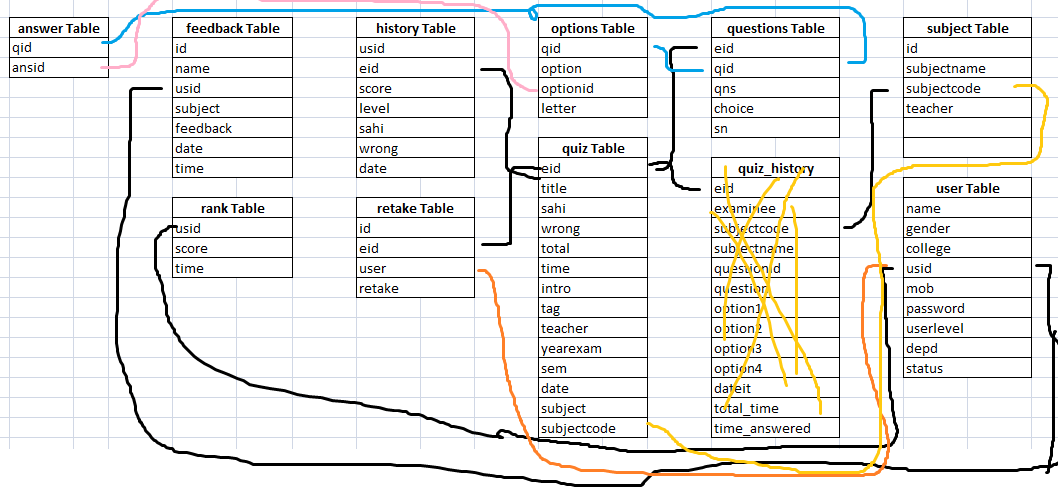 answer Table
qid
ansid
feedback Table
id
name
usid
subject
feedback
date
time
rank Table
usid
score
time
history Table
usid
eid
score
level
sahi
wrong
date
retake Table
id
eid
user
retake
options Table
qid
option
optionid
letter
quiz Table
eid
title
sahi
wrong
total
time
intro
tag
teacher
yearexam
sem
date
subject
subjectcode
questions Table
eid
qid
qns
choice
sn
quiz_history
eid
examinee
subjectcode
subjectname
questionid
question
option1
option2
option3
option4
dateit
total_time
time_answered
subject Table
id
subjectname
subjectcode
teacher
user Table
name
gender
college
usid
mob
password
userlevel
depd
status